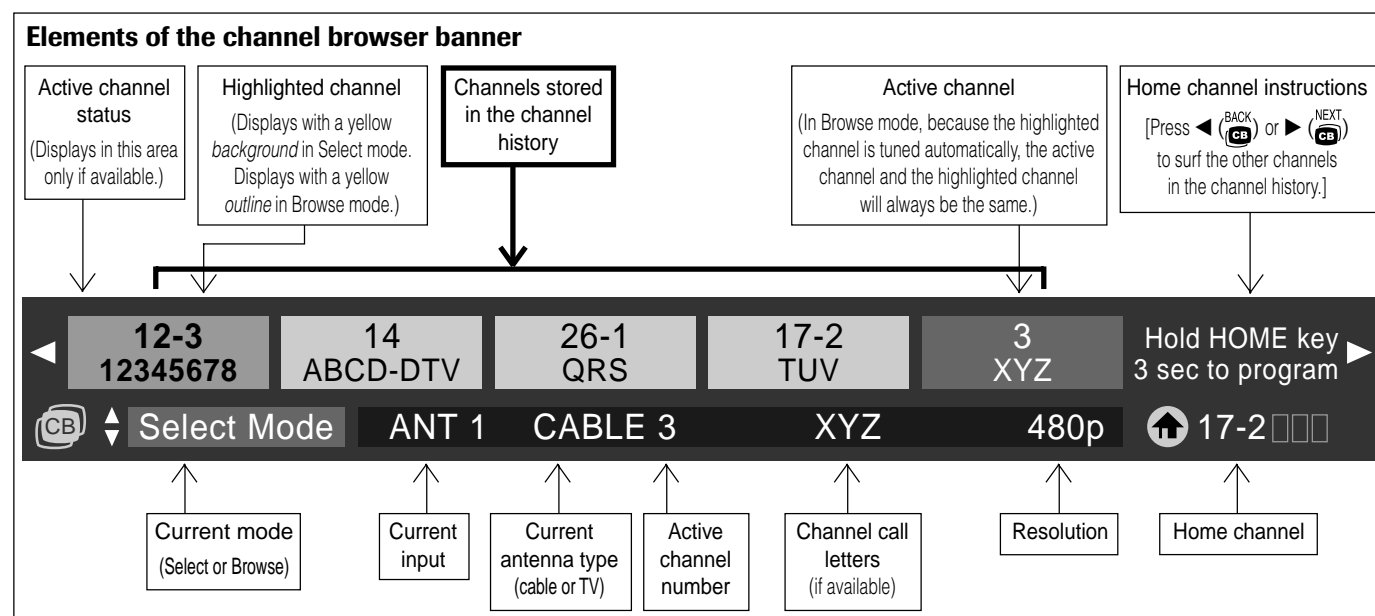 Elements of the channel browser banner
Active channel
status
(Displays in this area
only if available.)
Highlighted channel
(Displays with a yellow
background in Select mode.
Displays with a yellow
outline in Browse mode.)
Channels stored
in the channel
history
Active channel
(In Browse mode, because the highlighted
channel is tuned automatically, the active
channel and the highlighted channel
will always be the same.)
Home channel instructions
[Press ◀ (BACK CB) or ▶ (NEXT CB)
to surf the other channels
in the channel history.]
12-3
12345678
14
ABCD-DTV
26-1
QRS
17-2
TUV
3
XYZ
Hold HOME key
3 sec to program
CB Select Mode ANT 1 CABLE 3 XYZ 480p 17-2
Current mode
(Select or Browse)
Current
input
Current
antenna type
(cable or TV)
Active
channel
number
Channel call
letters
(if available)
Resolution
Home channel